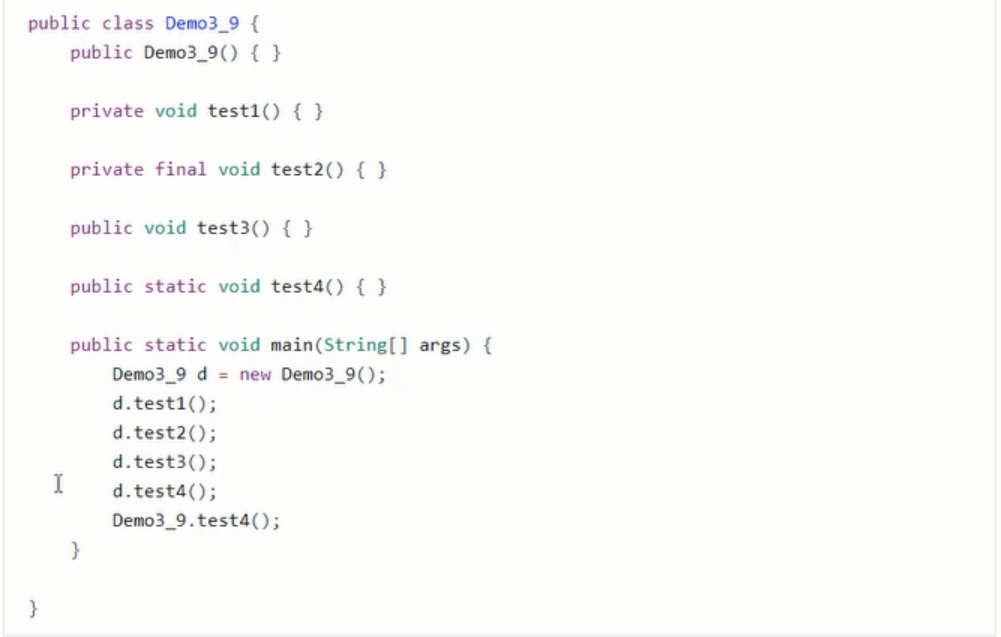 public class Demo3_9 {
    public Demo3_9() { }
    private void test1() { }
    private final void test2() { }
    public void test3() { }
    public static void test4() { }
    public static void main(String[] args) {
        Demo3_9 d = new Demo3_9();
        d.test1();
        d.test2();
        d.test3();
        d.test4();
        Demo3_9.test4();
    }
}